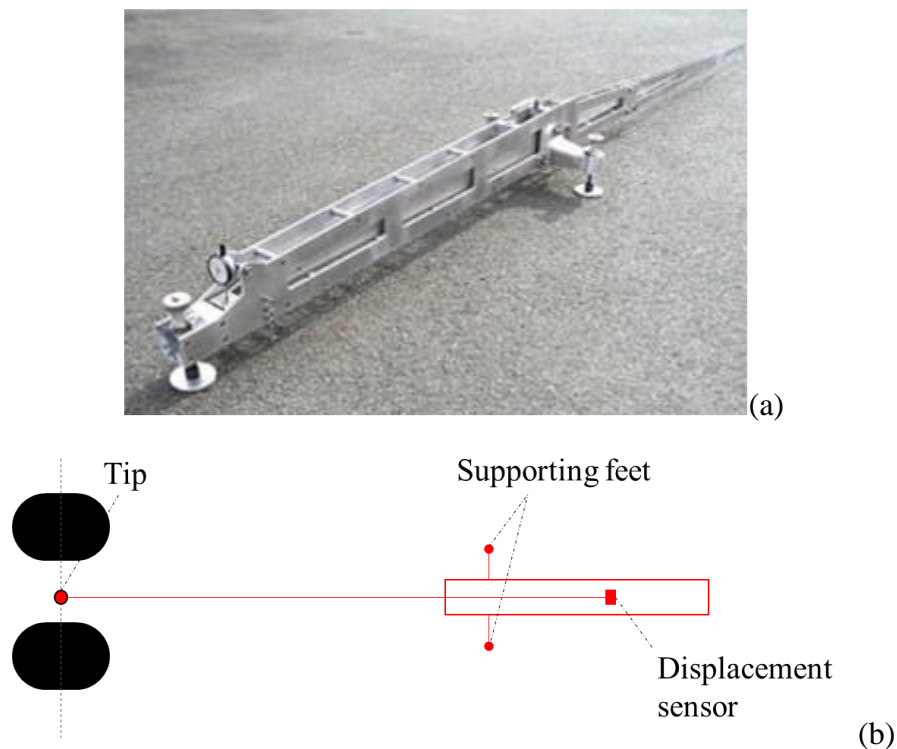 (a)
Tip
Supporting feet
Displacement
sensor
(b)